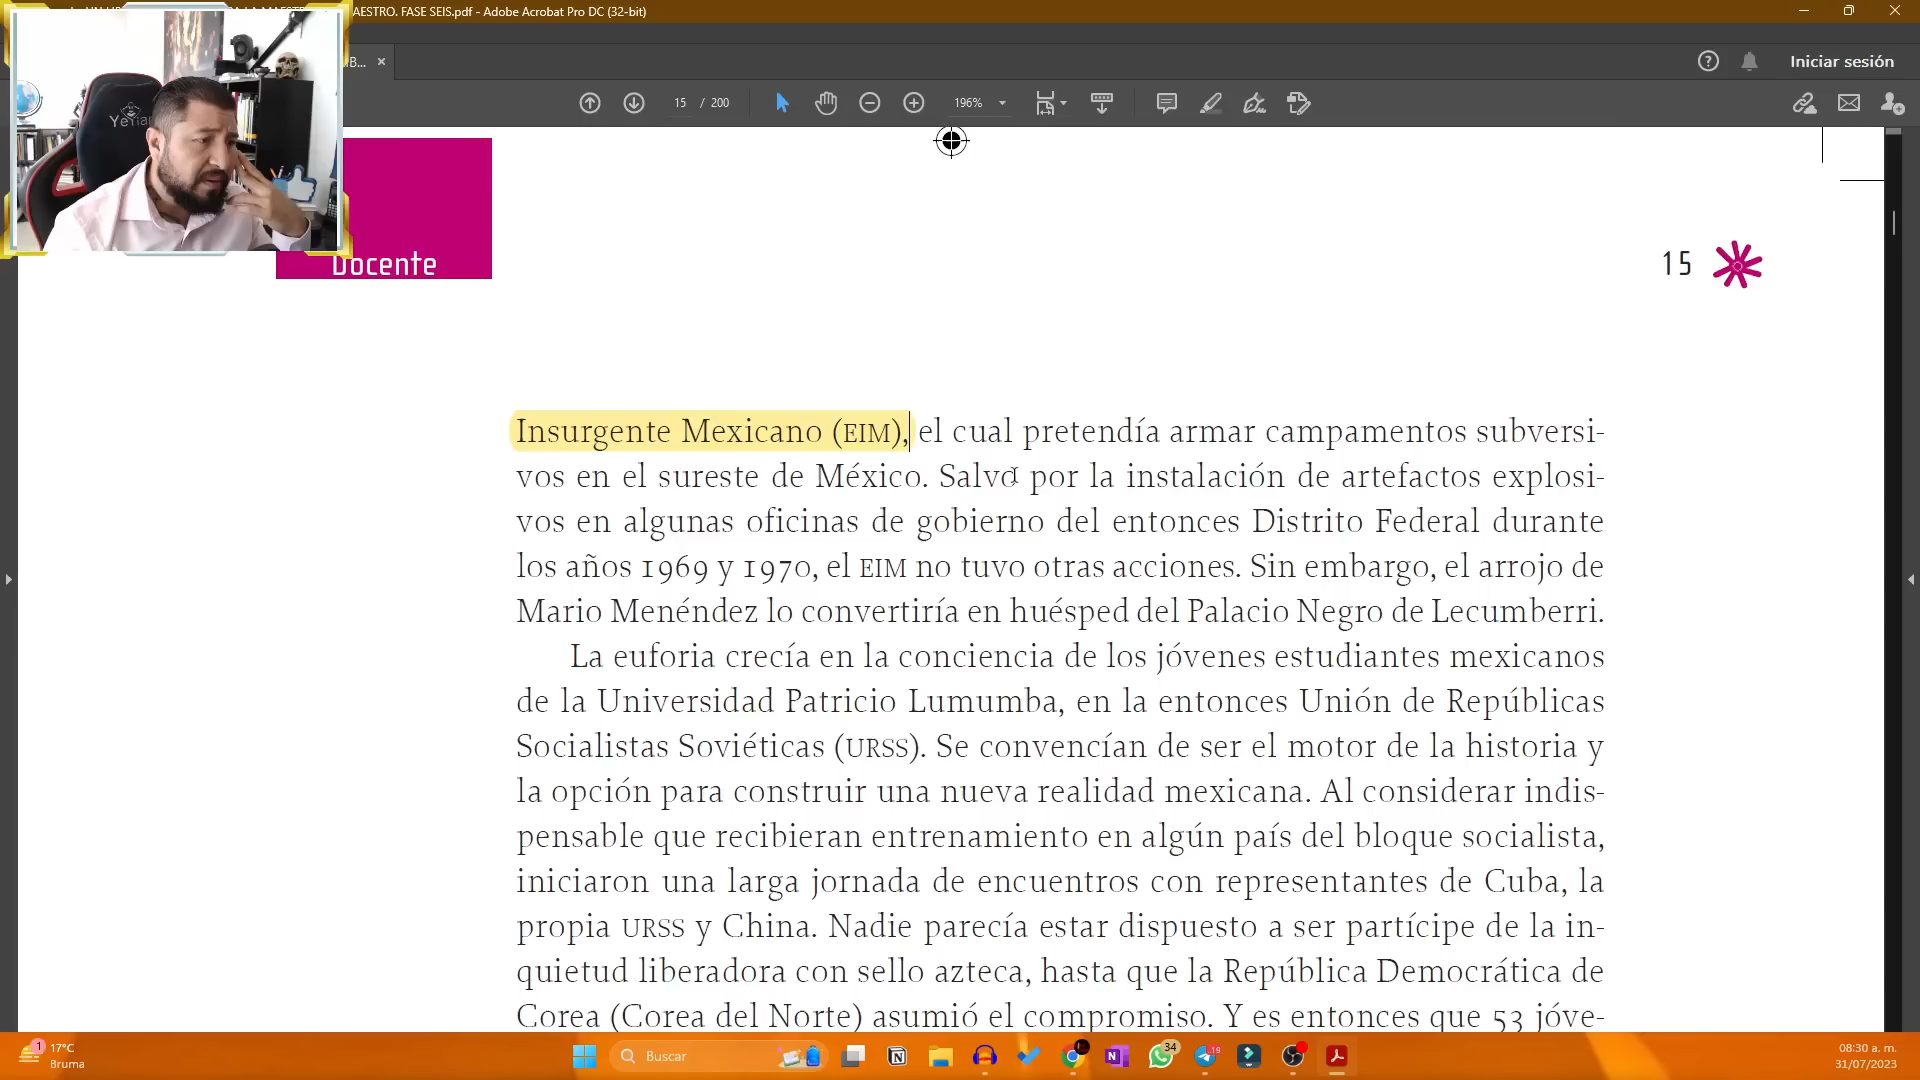 AESTRO. FASE SEIS.pdf - Adobe Acrobat Pro DC (32-bit)
B... ×
Iniciar sesión
15 / 200
196%
Docente
15
Insurgente Mexicano (EIM), el cual pretendía armar campamentos subversi-
vos en el sureste de México. Salvo por la instalación de artefactos explosi-
vos en algunas oficinas de gobierno del entonces Distrito Federal durante
los años 1969 y 1970, el EIM no tuvo otras acciones. Sin embargo, el arrojo de
Mario Menéndez lo convertiría en huésped del Palacio Negro de Lecumberri.
La euforia crecía en la conciencia de los jóvenes estudiantes mexicanos
de la Universidad Patricio Lumumba, en la entonces Unión de Repúblicas
Socialistas Soviéticas (URSS). Se convencían de ser el motor de la historia y
la opción para construir una nueva realidad mexicana. Al considerar indis-
pensable que recibieran entrenamiento en algún país del bloque socialista,
iniciaron una larga jornada de encuentros con representantes de Cuba, la
propia URSS y China. Nadie parecía estar dispuesto a ser partícipe de la in-
quietud liberadora con sello azteca, hasta que la República Democrática de
Corea (Corea del Norte) asumió el compromiso. Y es entonces que 53 jóve-
1
17°C
Bruma
Buscar
34
19
08:30 a. m.
31/07/2023